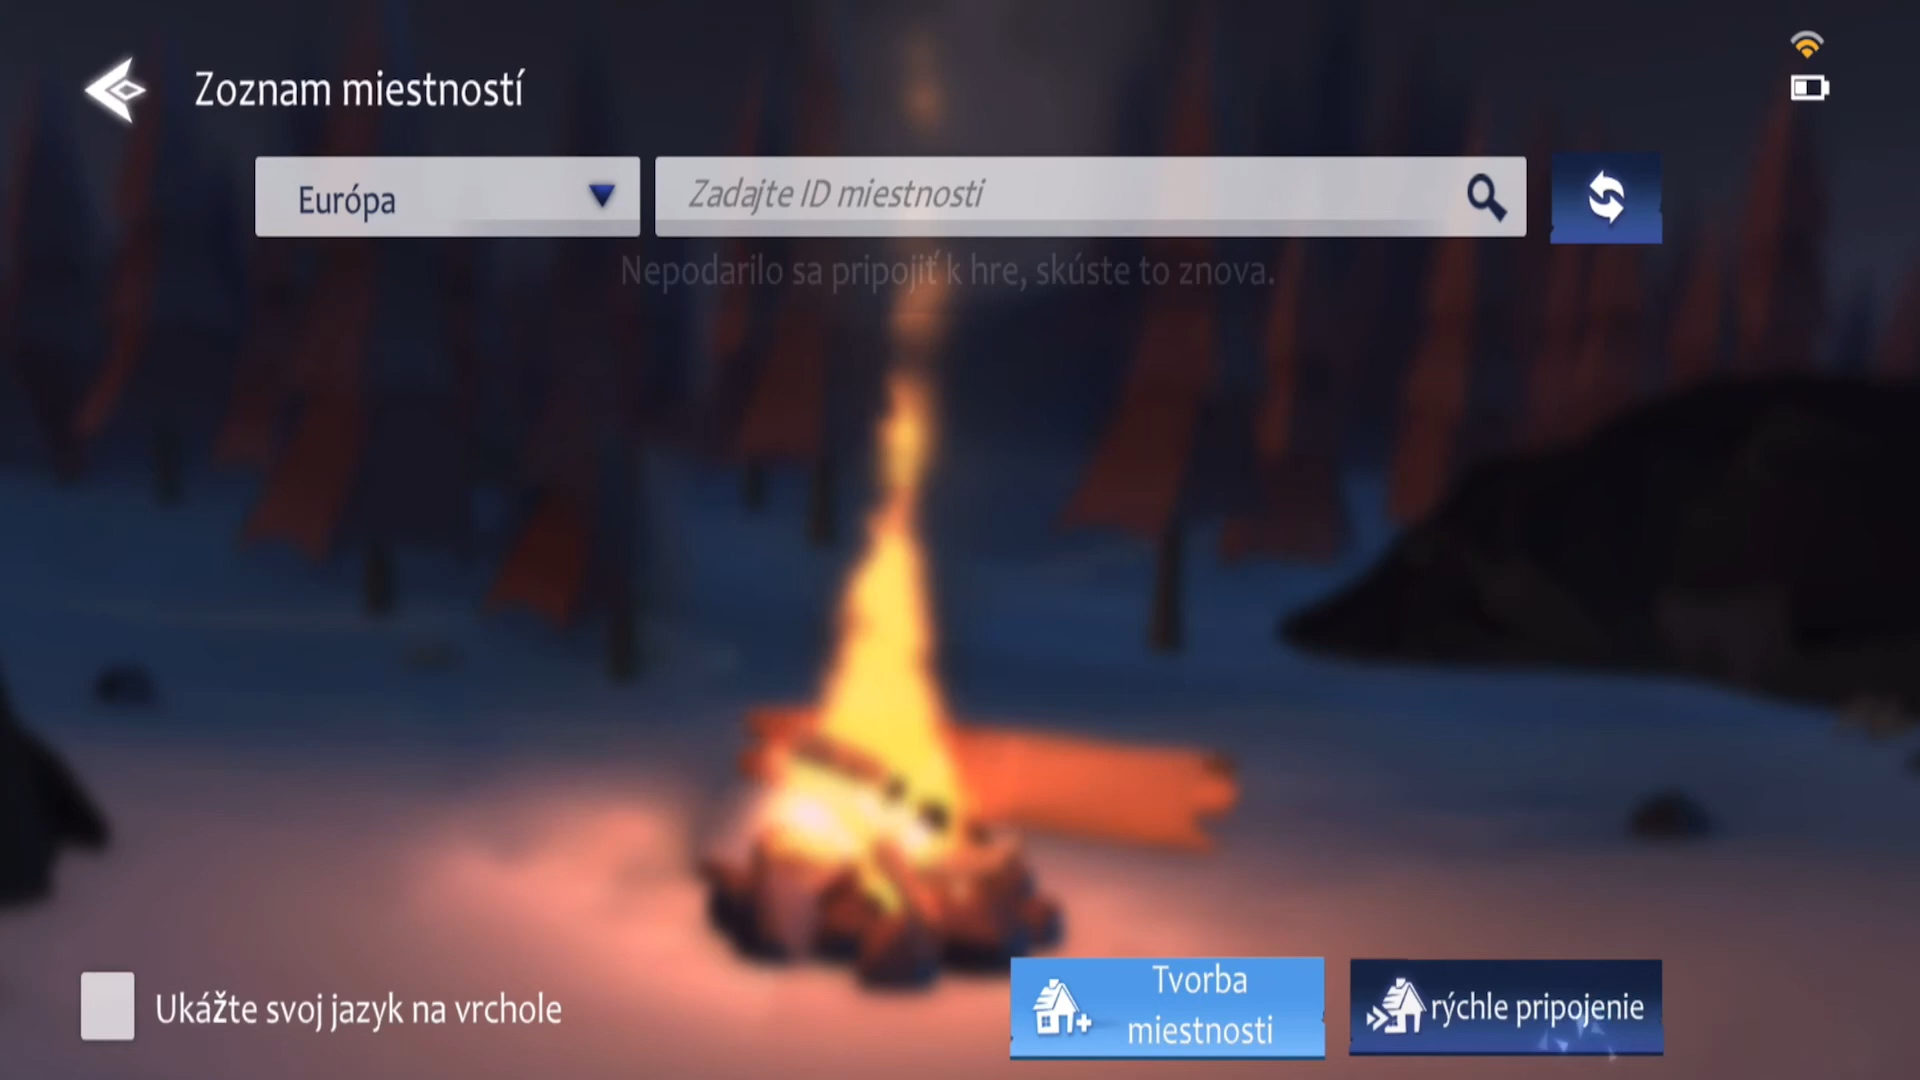 Zoznam miestností
Európa
Zadajte ID miestnosti
Nepodarilo sa pripojiť k hre, skúste to znova.
Ukážte svoj jazyk na vrchole
Tvorba
miestnosti
rýchle pripojenie